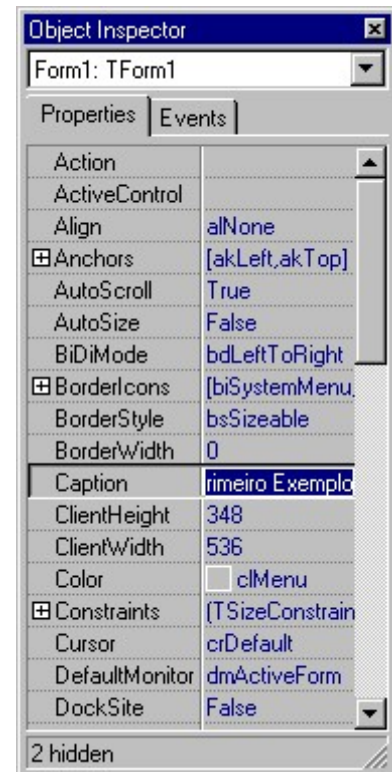 Object Inspector
Form1: TForm1
Properties Events
Action
ActiveControl
Align alNone
Anchors [akLeft,akTop]
AutoScroll True
AutoSize False
BiDiMode bdLeftToRight
BorderIcons [biSystemMenu,
BorderStyle bsSizeable
BorderWidth 0
Caption rimeiro Exemplo
ClientHeight 348
ClientWidth 536
Color clMenu
Constraints (TSizeConstrain
Cursor crDefault
DefaultMonitor dmActiveForm
DockSite False
2 hidden